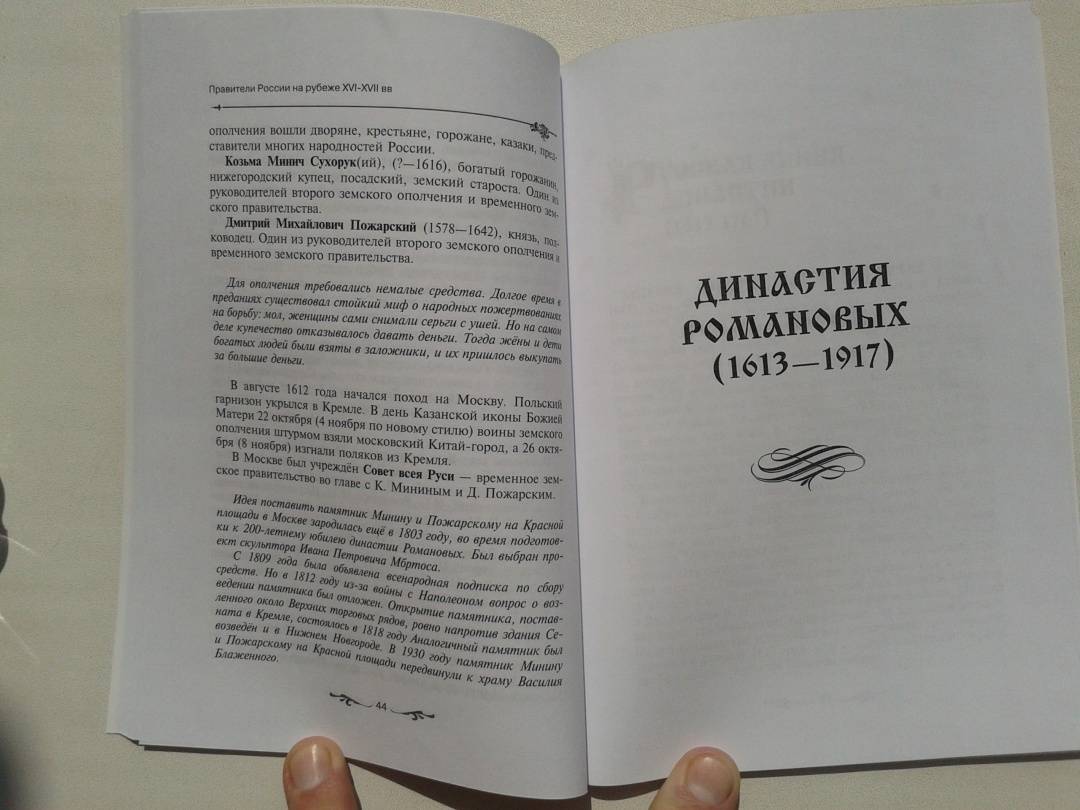 Правители России на рубеже XVI-XVII вв
ополчения вошли дворяне, крестьяне, горожане, казаки, пред-
ставители многих народностей России.
Козьма Минич Сухорук(ий), (?—1616), богатый горожанин,
нижегородский купец, посадский, земский староста. Один из
руководителей второго земского ополчения и временного зем-
ского правительства.
Дмитрий Михайлович Пожарский (1578—1642), князь, пол-
ководец. Один из руководителей второго земского ополчения и
временного земского правительства.
Для ополчения требовались немалые средства. Долгое время в
преданиях существовал стойкий миф о народных пожертвованиях
на борьбу: мол, женщины сами снимали серьги с ушей. Но на самом
деле купечество отказывалось давать деньги. Тогда жёны и дети
богатых людей были взяты в заложники, и их пришлось выкупать
за большие деньги.
В августе 1612 года начался поход на Москву. Польский
гарнизон укрылся в Кремле. В день Казанской иконы Божией
Матери 22 октября (4 ноября по новому стилю) воины земского
ополчения штурмом взяли московский Китай-город, а 26 октя-
бря (8 ноября) изгнали поляков из Кремля.
В Москве был учреждён Совет всея Руси — временное зем-
ское правительство во главе с К. Мининым и Д. Пожарским.
Идея поставить памятник Минину и Пожарскому на Красной
площади в Москве зародилась ещё в 1803 году, во время подготов-
ки к 200-летнему юбилею династии Романовых. Был выбран про-
ект скульптора Ивана Петровича Мбртоса.
С 1809 года была объявлена всенародная подписка по сбору
средств. Но в 1812 году из-за войны с Наполеоном вопрос о воз-
ведении памятника был отложен. Открытие памятника, постав-
ленного около Верхних торговых рядов, ровно напротив здания Се-
ната в Кремле, состоялось в 1818 году Аналогичный памятник был
возведён и в Нижнем Новгороде. В 1930 году памятник Минину
и Пожарскому на Красной площади передвинули к храму Василия
Блаженного.
44
ДИНАСТИЯ
РОМАНОВЫХ
(1613—1917)